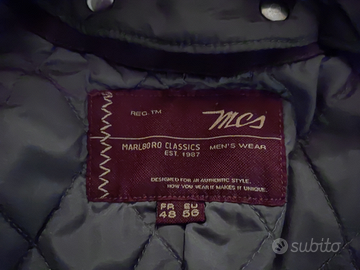 REG. TM
mcs
MARLBORO CLASSICS MEN'S WEAR
EST. 1987
DESIGNED FOR AN AUTHENTIC STYLE,
HOW YOU WEAR IT MAKES IT UNIQUE.
FR EU
48 56
subito